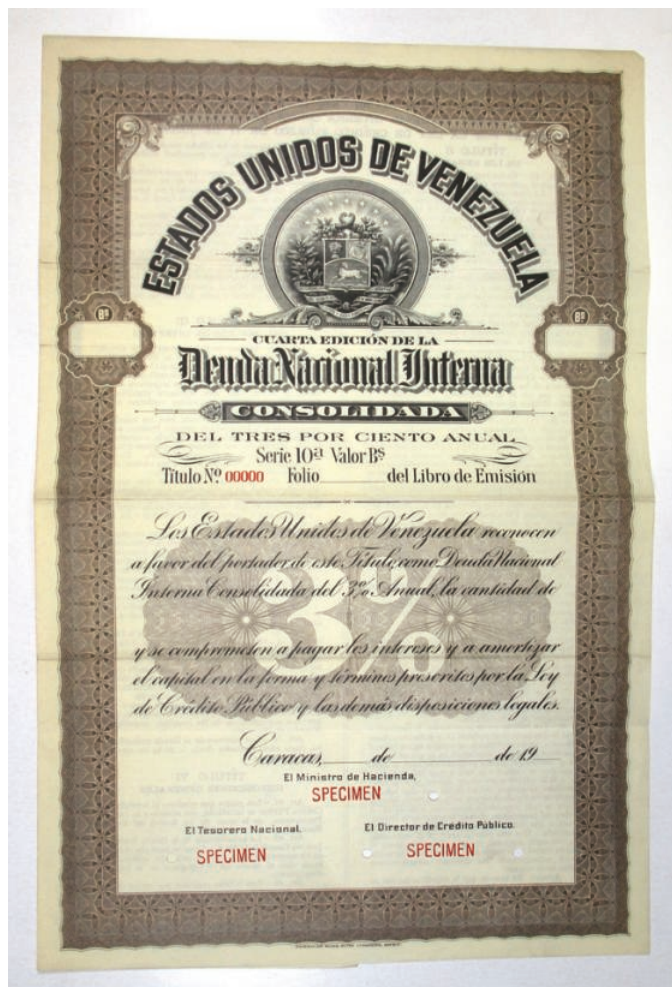 ESTADOS UNIDOS DE VENEZUELA
Bs Bs
CUARTA EDICIÓN DE LA
Deuda Nacional Interna
CONSOLIDADA
DEL TRES POR CIENTO ANUAL
Serie 10ª Valor Bs
Título Nº 00000 Folio del Libro de Emisión
Los Estados Unidos de Venezuela reconocen
a favor del portador de este Título, como Deuda Nacional
Interna Consolidada del 3% Anual, la cantidad de
3%
y se comprometen a pagar los intereses y a amortizar
el capital en la forma y términos prescritos por la Ley
de Crédito Público y las demás disposiciones legales.
Caracas, de de 19
El Ministro de Hacienda,
SPECIMEN
El Tesorero Nacional. El Director de Crédito Público.
SPECIMEN SPECIMEN